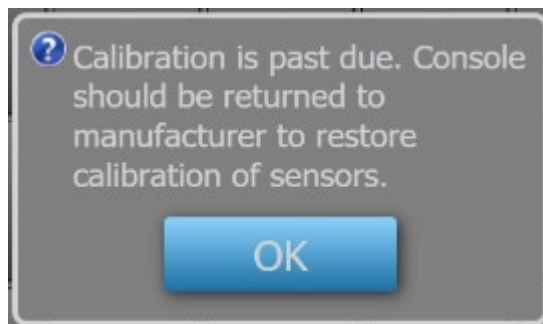 Calibration is past due. Console
should be returned to
manufacturer to restore
calibration of sensors.
OK